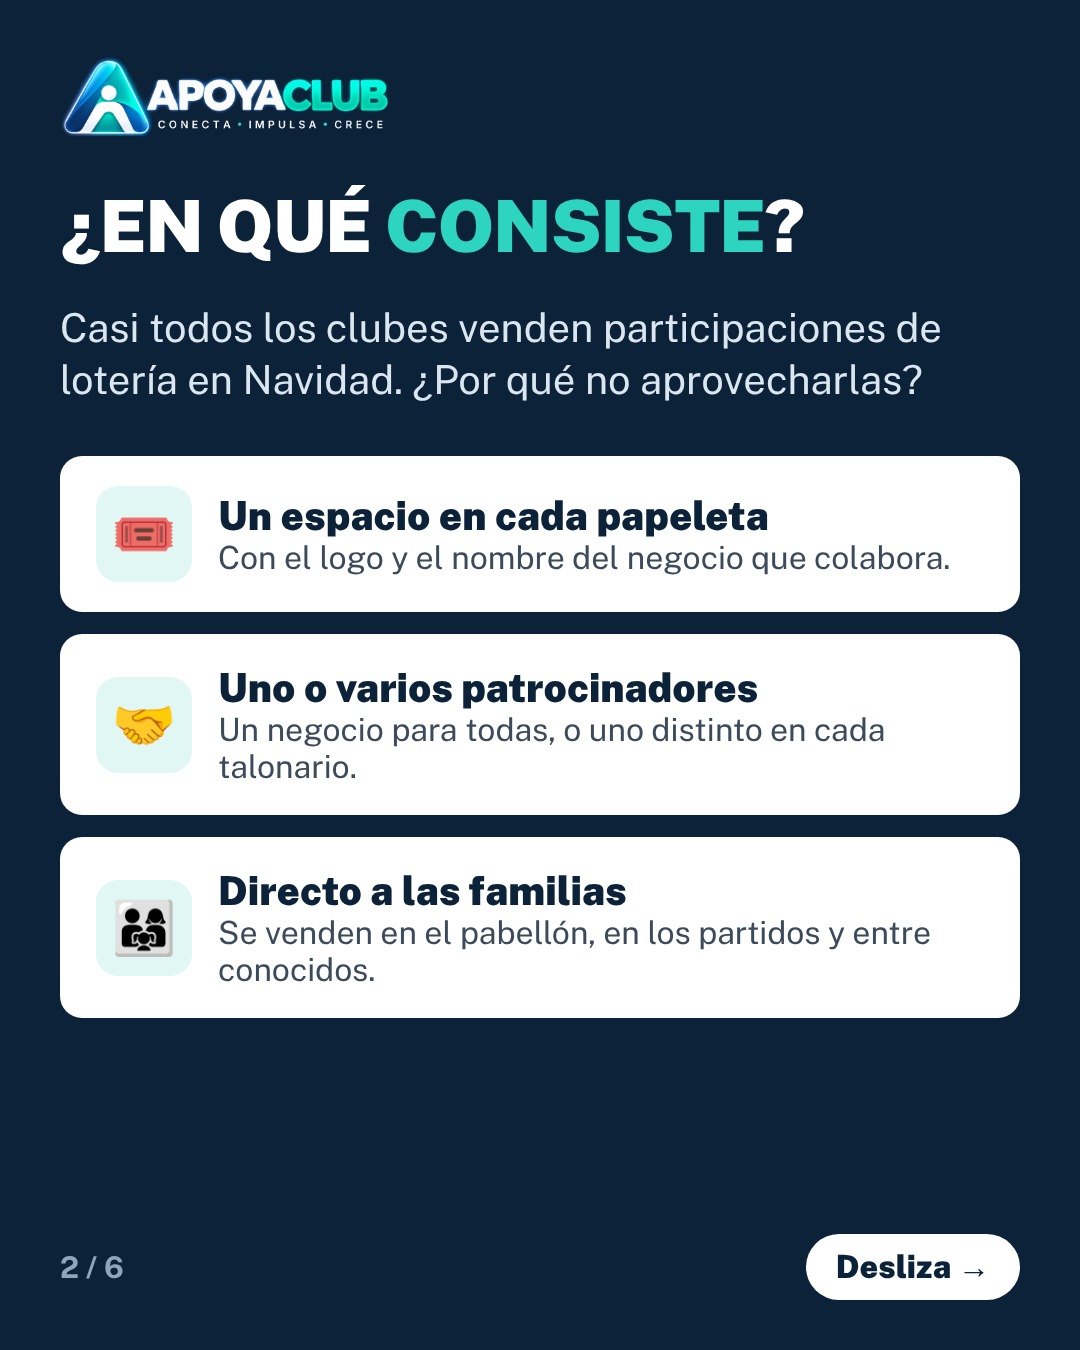 APOYACLUB
CONECTA • IMPULSA • CRECE
¿EN QUÉ CONSISTE?
Casi todos los clubes venden participaciones de
lotería en Navidad. ¿Por qué no aprovecharlas?
Un espacio en cada papeleta
Con el logo y el nombre del negocio que colabora.
Uno o varios patrocinadores
Un negocio para todas, o uno distinto en cada
talonario.
Directo a las familias
Se venden en el pabellón, en los partidos y entre
conocidos.
2 / 6
Desliza →